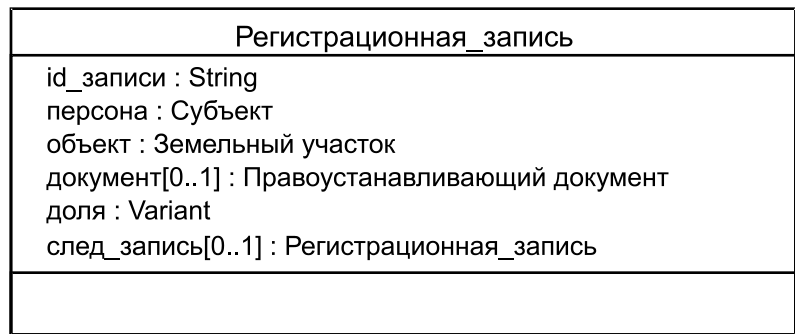 Регистрационная_запись
id_записи : String
персона : Субъект
объект : Земельный участок
документ[0..1] : Правоустанавливающий документ
доля : Variant
след_запись[0..1] : Регистрационная_запись